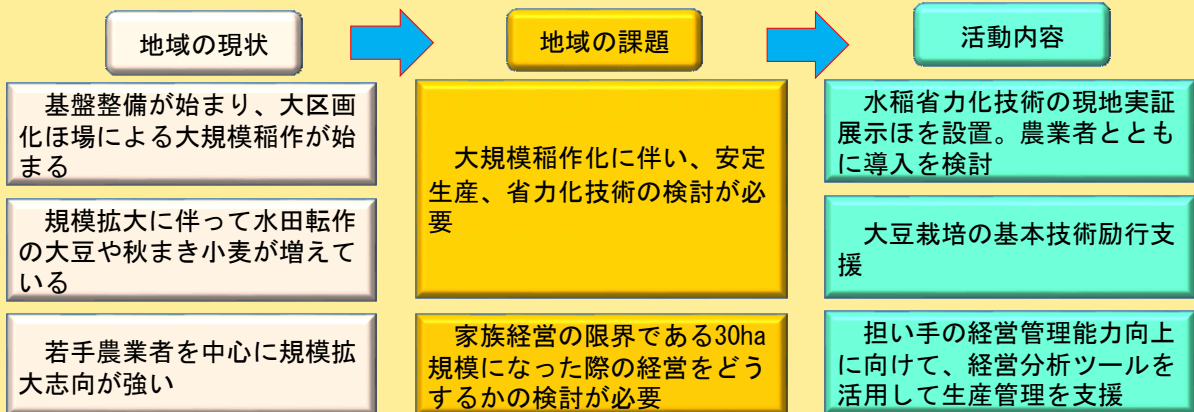 地域の現状
地域の課題
活動内容
基盤整備が始まり、大区画
化ほ場による大規模稲作が始
まる
規模拡大に伴って水田転作
の大豆や秋まき小麦が増えて
いる
若手農業者を中心に規模拡
大志向が強い
大規模稲作化に伴い、安定
生産、省力化技術の検討が必
要
家族経営の限界である30ha
規模になった際の経営をどう
するかの検討が必要
水稲省力化技術の現地実証
展示ほを設置。農業者ととも
に導入を検討
大豆栽培の基本技術励行支
援
担い手の経営管理能力向上
に向けて、経営分析ツールを
活用して生産管理を支援